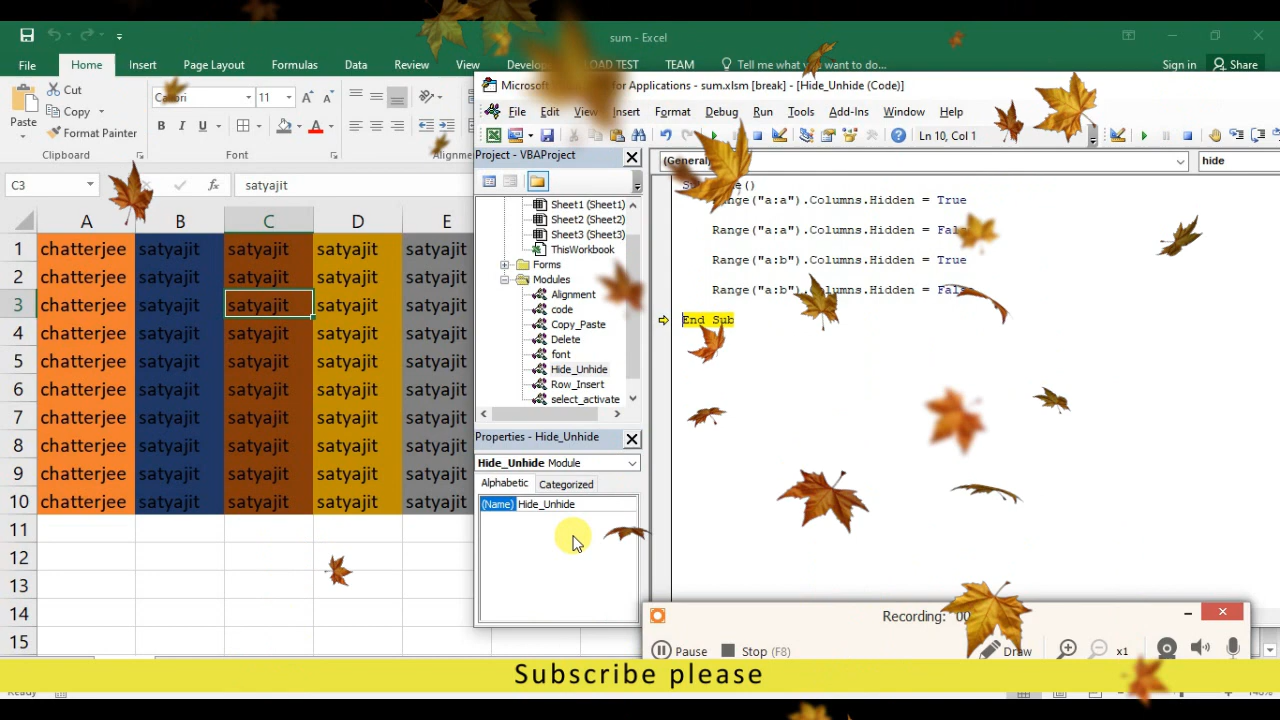 sum - Excel
File Home Insert Page Layout Formulas Data Review View LOAD TEST TEAM Tell me what you want to do... Sign in Share
Cut
Copy
Format Painter
Paste
Clipboard
11
Font
Alignme
C3 satyajit
A B C D E
1 chatterjee satyajit satyajit satyajit satyajit
2 chatterjee satyajit satyajit satyajit satyajit
3 chatterjee satyajit satyajit satyajit satyajit
4 chatterjee satyajit satyajit satyajit satyajit
5 chatterjee satyajit satyajit satyajit satyajit
6 chatterjee satyajit satyajit satyajit satyajit
7 chatterjee satyajit satyajit satyajit satyajit
8 chatterjee satyajit satyajit satyajit satyajit
9 chatterjee satyajit satyajit satyajit satyajit
10 chatterjee satyajit satyajit satyajit satyajit
11
12
13
14
15
for Applications - sum.xlsm [break] - [Hide_Unhide (Code)]
File Edit View Insert Format Debug Run Tools Add-Ins Window Help
Ln 10, Col 1
Project - VBAProject
Sheet1 (Sheet1)
Sheet2 (Sheet2)
Sheet3 (Sheet3)
ThisWorkbook
Forms
Modules
Alignment
code
Copy_Paste
Delete
font
Hide_Unhide
Row_Insert
select_activate
Properties - Hide_Unhide
Hide_Unhide Module
Alphabetic Categorized
(Name) Hide_Unhide
(General) hide
Range("a:a").Columns.Hidden = True
Range("a:a").Columns.Hidden =
Range("a:b").Columns.Hidden = True
Range("a:b").Columns.Hidden = False
End Sub
Recording: 00
Pause Stop (F8) Draw x1
Subscribe please